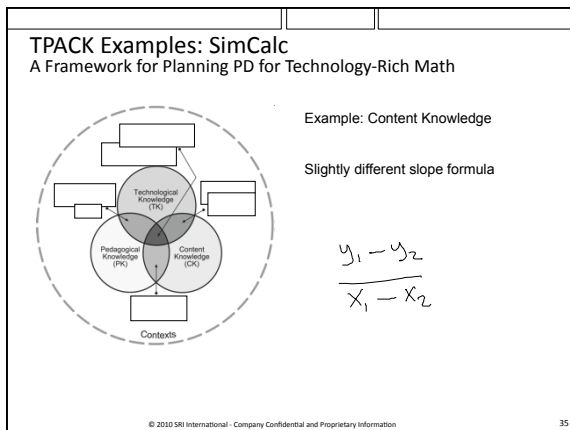 TPACK Examples: SimCalc
A Framework for Planning PD for Technology-Rich Math
Example: Content Knowledge
Slightly different slope formula
Technological
Knowledge
(TK)
Pedagogical
Knowledge
(PK)
Content
Knowledge
(CK)
Contexts
y₁ - y₂
x₁ - x₂
© 2010 SRI International - Company Confidential and Proprietary Information
35